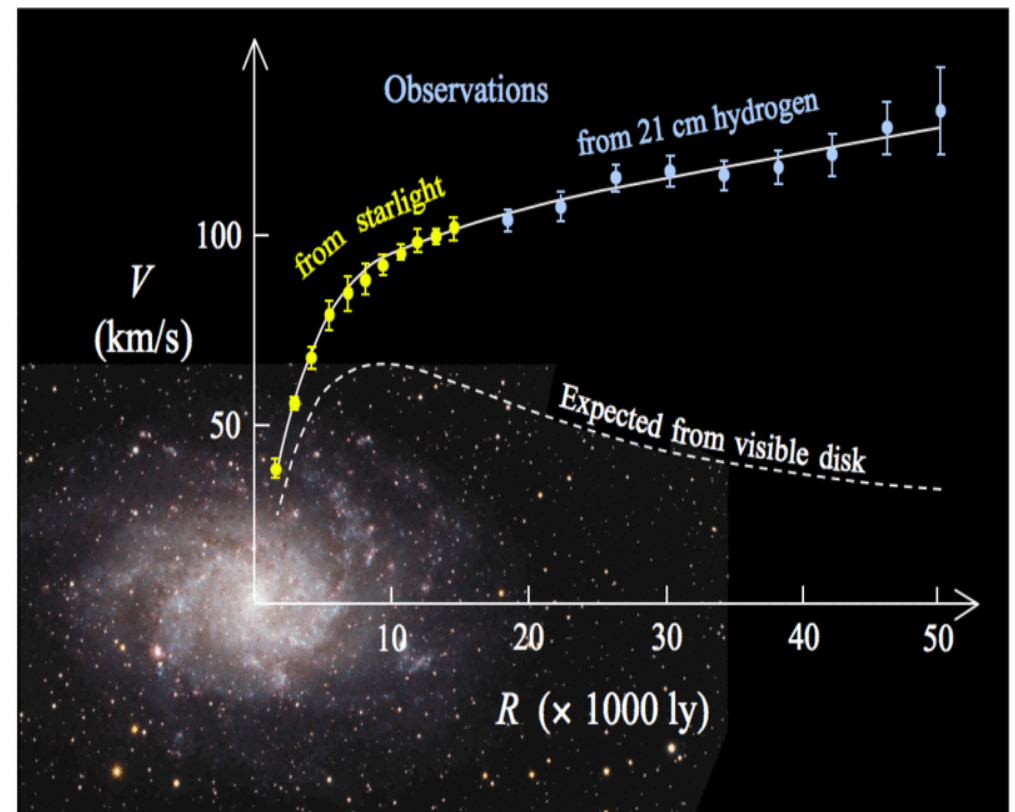 Observations
from 21 cm hydrogen
from starlight
100
V
(km/s)
50
Expected from visible disk
10 20 30 40 50
R (× 1000 ly)